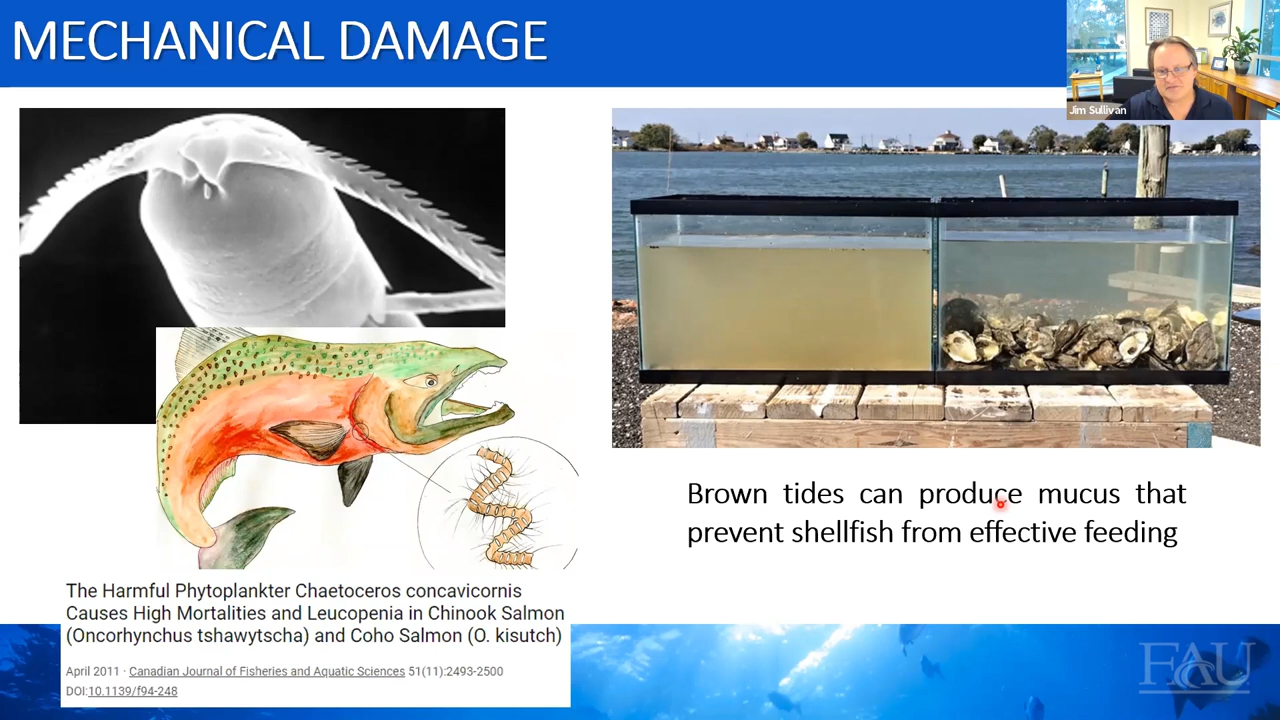 MECHANICAL DAMAGE
Jim Sullivan
Brown tides can produce mucus that
prevent shellfish from effective feeding
The Harmful Phytoplankter Chaetoceros concavicornis
Causes High Mortalities and Leucopenia in Chinook Salmon
(Oncorhynchus tshawytscha) and Coho Salmon (O. kisutch)
April 2011 · Canadian Journal of Fisheries and Aquatic Sciences 51(11):2493-2500
DOI:10.1139/f94-248
FAU